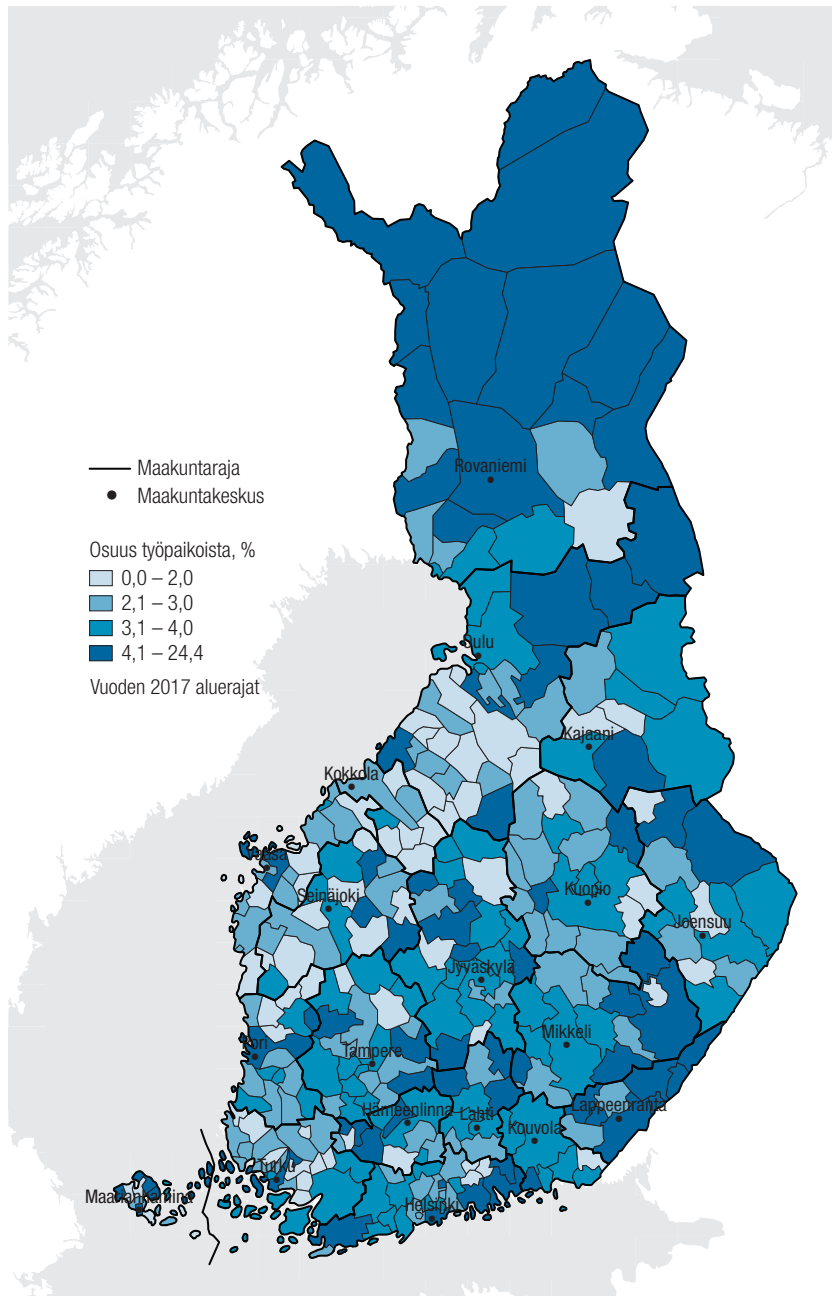 Rovaniemi
Maakuntaraja
Maakuntakeskus
Osuus työpaikoista, %
0,0 – 2,0
2,1 – 3,0
3,1 – 4,0
4,1 – 24,4
Vuoden 2017 aluerajat
Oulu
Kajaani
Kokkola
Vaasa
Seinäjoki
Kuopio
Joensuu
Jyväskylä
Mikkeli
Pori
Tampere
Hämeenlinna
Lahti
Kouvola
Lappeenranta
Turku
Maarianhamina
Helsinki